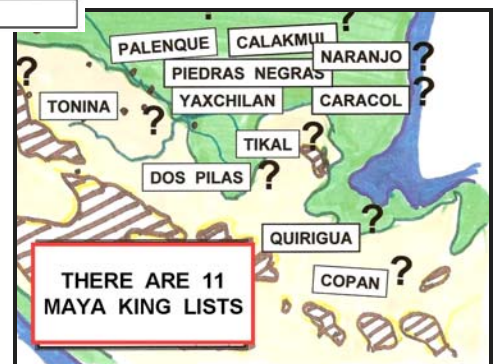 ?
?
PALENQUE
CALAKMUL
NARANJO
?
?
PIEDRAS NEGRAS
TONINA
?
YAXCHILAN
CARACOL
?
TIKAL
?
DOS PILAS
?
QUIRIGUA
?
COPAN
?
THERE ARE 11
MAYA KING LISTS